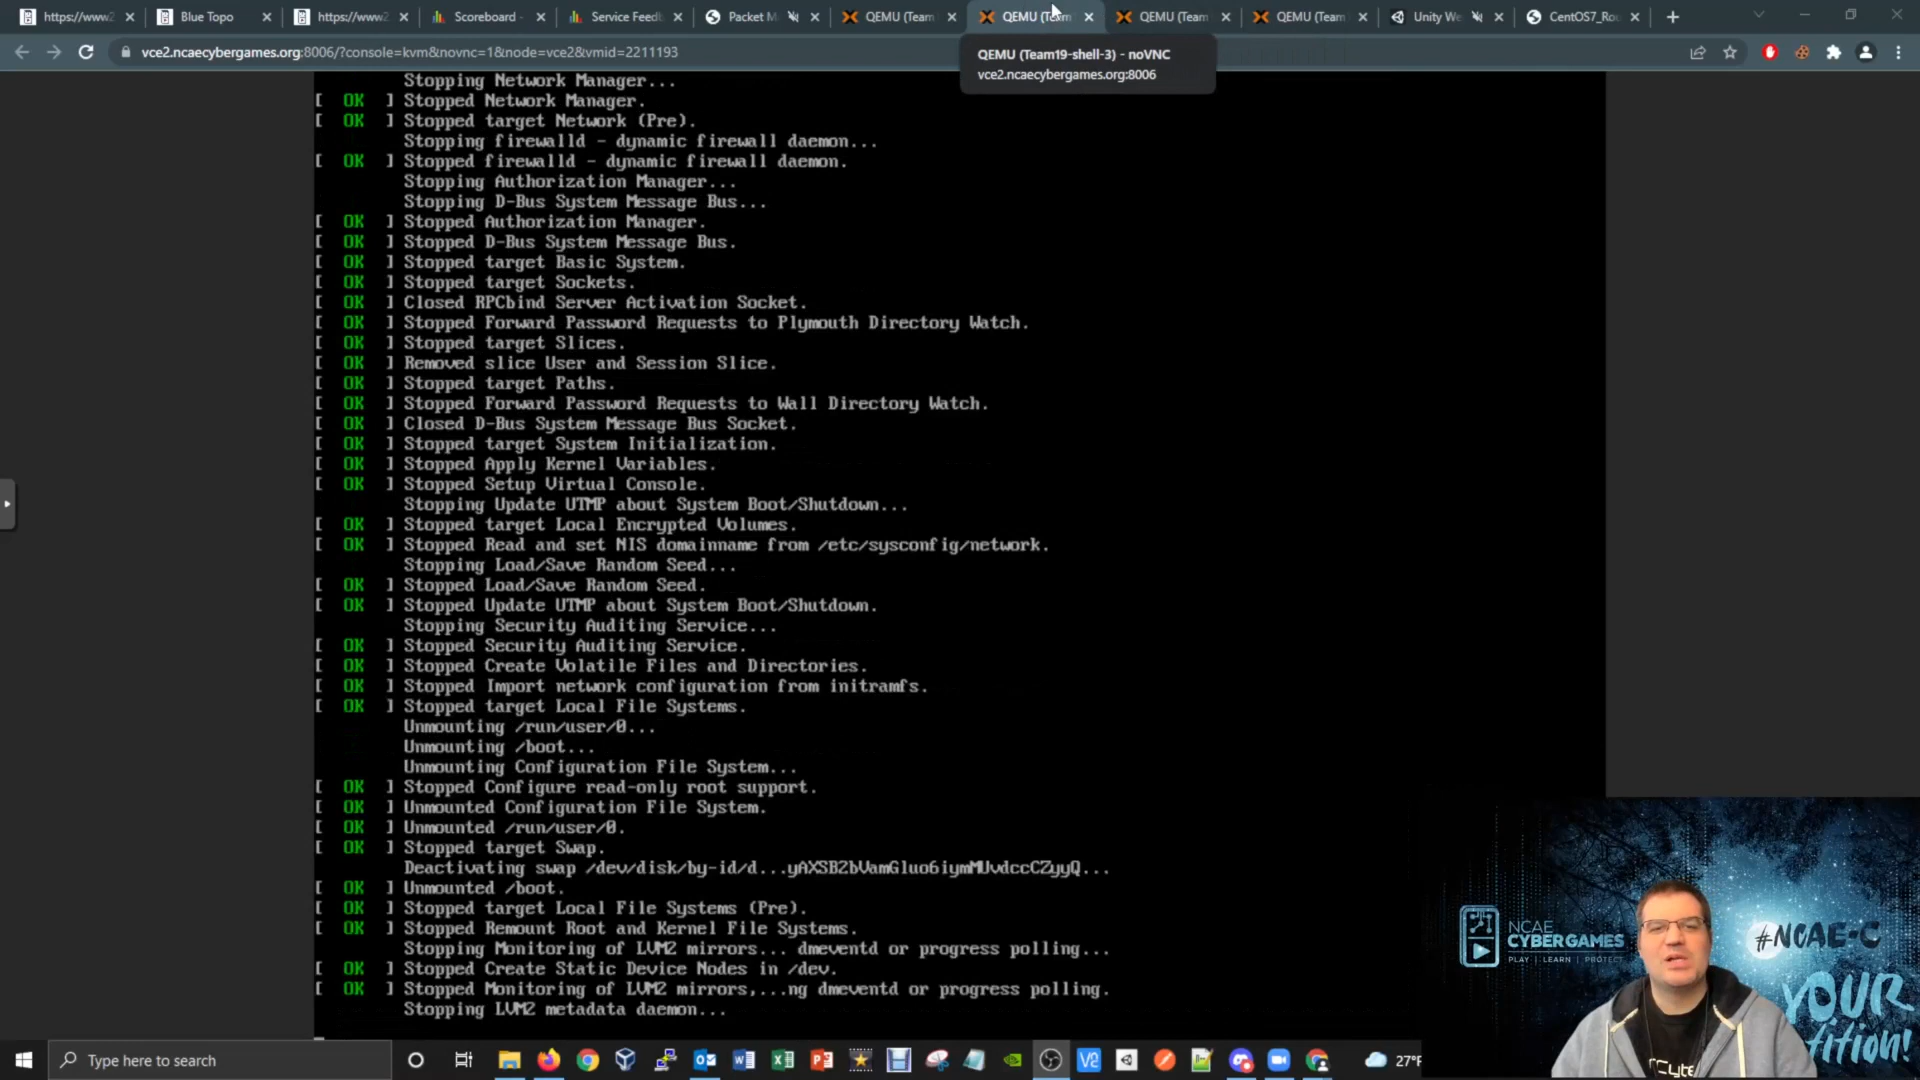 https://www2
Blue Topo
https://www2
Scoreboard -
Service Feedb
Packet M
QEMU (Team
QEMU (Team
QEMU (Team
QEMU (Team
Unity We
CentOS7_Rou
vce2.ncaecybergames.org:8006/?console=kvm&novnc=1&node=vce2&vmid=2211193
QEMU (Team19-shell-3) - noVNC
vce2.ncaecybergames.org:8006
Stopping Network Manager...
[ OK ] Stopped Network Manager.
[ OK ] Stopped target Network (Pre).
Stopping firewalld - dynamic firewall daemon...
[ OK ] Stopped firewalld - dynamic firewall daemon.
Stopping Authorization Manager...
Stopping D-Bus System Message Bus...
[ OK ] Stopped Authorization Manager.
[ OK ] Stopped D-Bus System Message Bus.
[ OK ] Stopped target Basic System.
[ OK ] Stopped target Sockets.
[ OK ] Closed RPCbind Server Activation Socket.
[ OK ] Stopped Forward Password Requests to Plymouth Directory Watch.
[ OK ] Stopped target Slices.
[ OK ] Removed slice User and Session Slice.
[ OK ] Stopped target Paths.
[ OK ] Stopped Forward Password Requests to Wall Directory Watch.
[ OK ] Closed D-Bus System Message Bus Socket.
[ OK ] Stopped target System Initialization.
[ OK ] Stopped Apply Kernel Variables.
[ OK ] Stopped Setup Virtual Console.
Stopping Update UTMP about System Boot/Shutdown...
[ OK ] Stopped target Local Encrypted Volumes.
[ OK ] Stopped Read and set NIS domainname from /etc/sysconfig/network.
Stopping Load/Save Random Seed...
[ OK ] Stopped Load/Save Random Seed.
[ OK ] Stopped Update UTMP about System Boot/Shutdown.
Stopping Security Auditing Service...
[ OK ] Stopped Security Auditing Service.
[ OK ] Stopped Create Volatile Files and Directories.
[ OK ] Stopped Import network configuration from initramfs.
[ OK ] Stopped target Local File Systems.
Unmounting /run/user/0...
Unmounting /boot...
Unmounting Configuration File System...
[ OK ] Stopped Configure read-only root support.
[ OK ] Unmounted Configuration File System.
[ OK ] Unmounted /run/user/0.
[ OK ] Stopped target Swap.
Deactivating swap /dev/disk/by-id/d...yAXSB2bVamGluo6iymMUvdccCZyyQ...
[ OK ] Unmounted /boot.
[ OK ] Stopped target Local File Systems (Pre).
[ OK ] Stopped Remount Root and Kernel File Systems.
Stopping Monitoring of LVM2 mirrors... dmeventd or progress polling...
[ OK ] Stopped Create Static Device Nodes in /dev.
[ OK ] Stopped Monitoring of LVM2 mirrors,...ng dmeventd or progress polling.
Stopping LVM2 metadata daemon...
NCAE
CYBERGAMES
PLAY | LEARN | PROTECT
#NCAE-C
YOUR
tition!
Type here to search
27°F